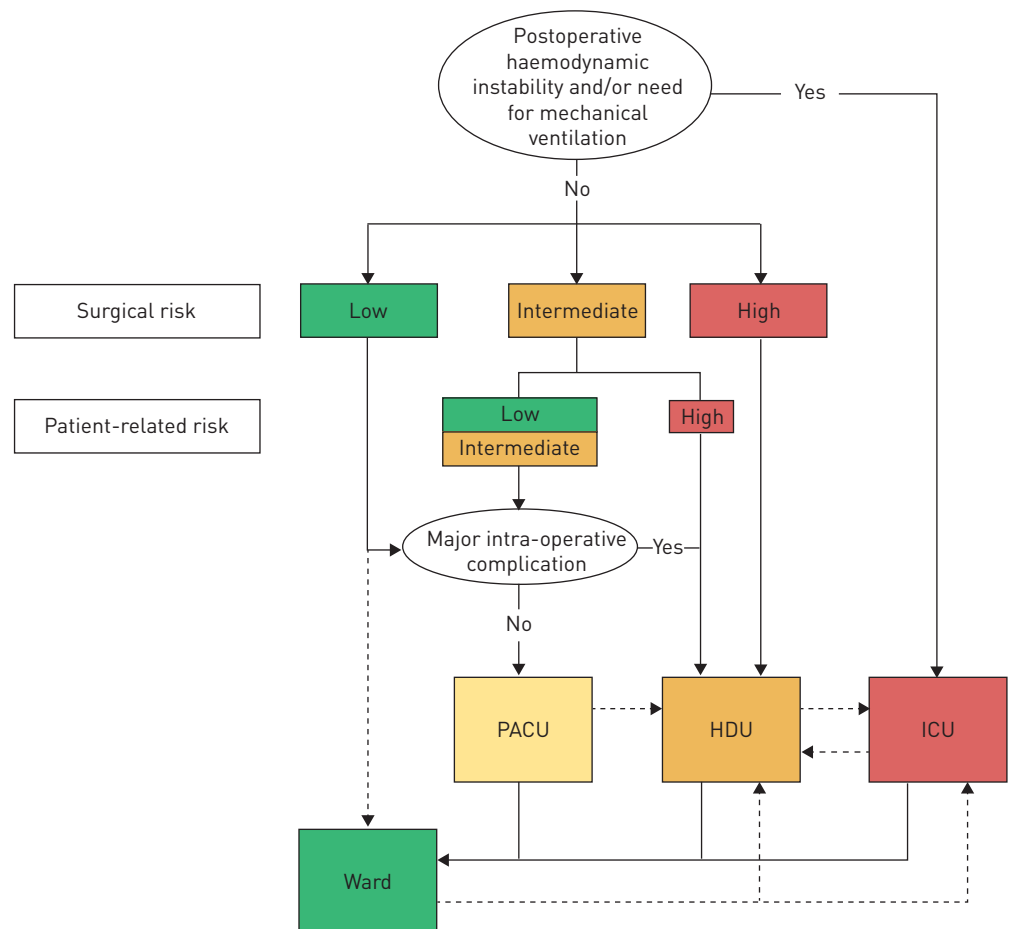 Postoperative
haemodynamic
instability and/or need
for mechanical
ventilation
Yes
No
Surgical risk
Low
Intermediate
High
Patient-related risk
Low
Intermediate
High
Major intra-operative
complication
Yes
No
PACU
HDU
ICU
Ward